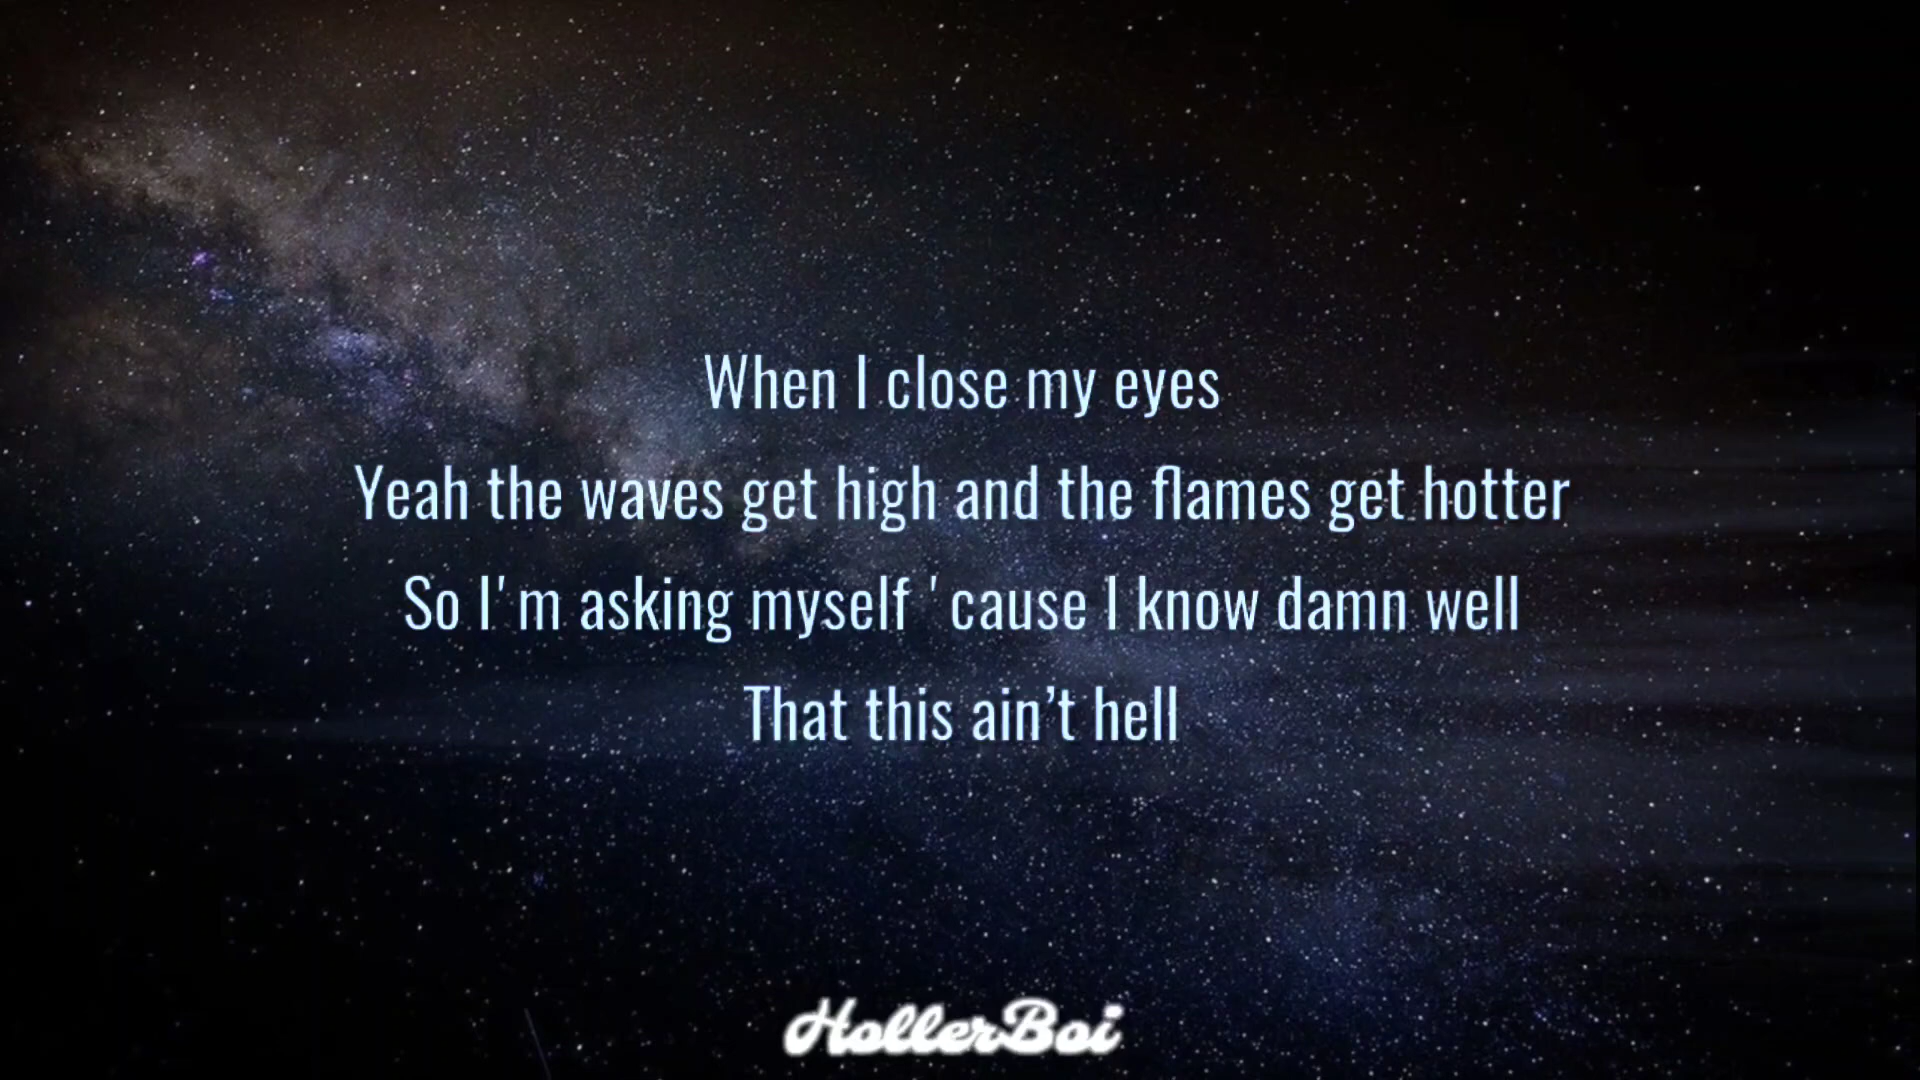 When I close my eyes
Yeah the waves get high and the flames get hotter
So I'm asking myself 'cause I know damn well
That this ain’t hell
HollerBoi